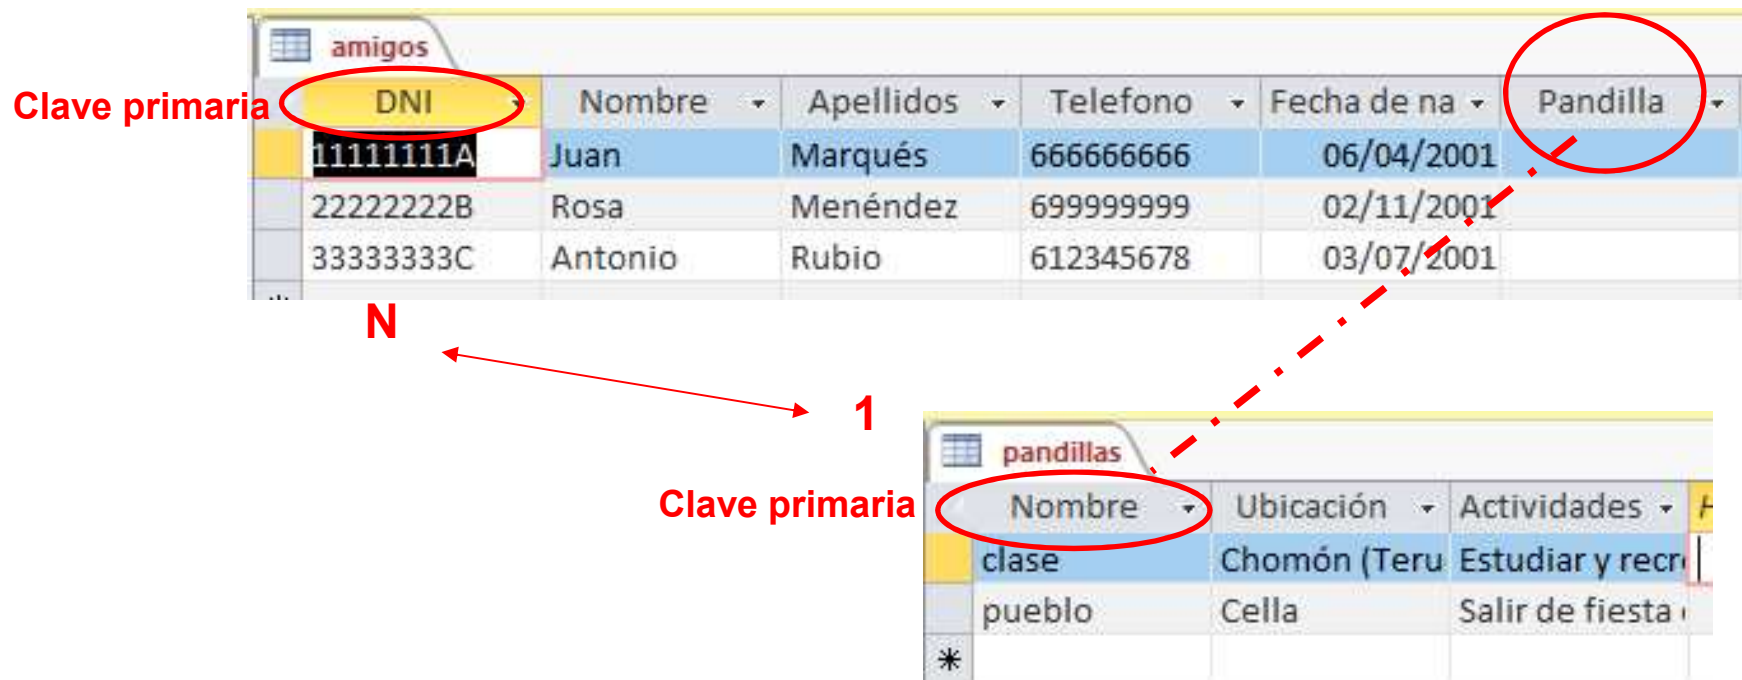 amigos
Clave primaria
DNI Nombre Apellidos Telefono Fecha de na Pandilla
11111111A Juan Marqués 666666666 06/04/2001
22222222B Rosa Menéndez 699999999 02/11/2001
33333333C Antonio Rubio 612345678 03/07/2001
N
1
pandillas
Clave primaria
Nombre Ubicación Actividades
clase Chomón (Teru Estudiar y recr
pueblo Cella Salir de fiesta